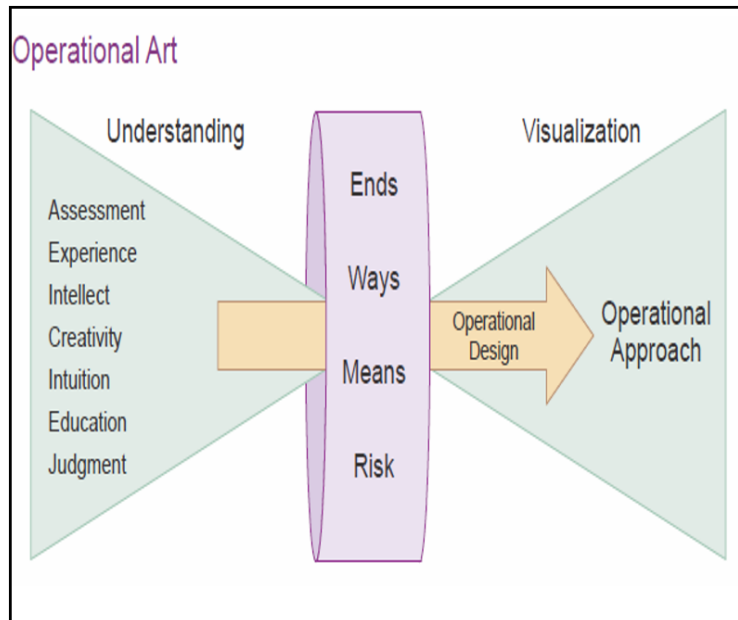 Operational Art
Understanding
Visualization
Assessment
Experience
Intellect
Creativity
Intuition
Education
Judgment
Ends
Ways
Means
Risk
Operational
Design
Operational
Approach